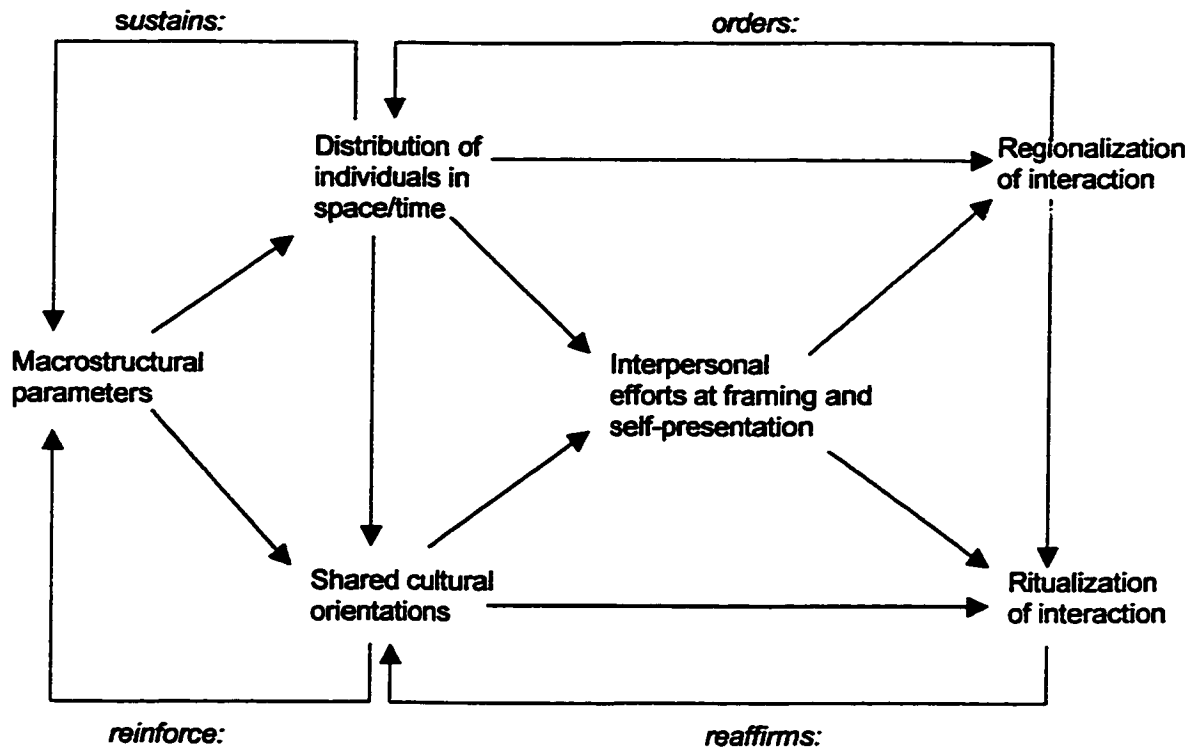 sustains:
orders:
Distribution of
individuals in
space/time
Regionalization
of interaction
Macrostructural
parameters
Interpersonal
efforts at framing and
self-presentation
Shared cultural
orientations
Ritualization
of interaction
reinforce:
reaffirms: